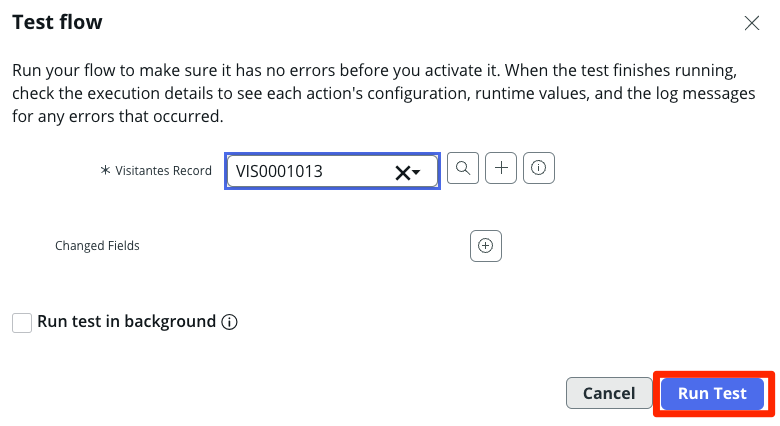 Test flow
Run your flow to make sure it has no errors before you activate it. When the test finishes running,
check the execution details to see each action's configuration, runtime values, and the log messages
for any errors that occurred.
* Visitantes Record VIS0001013
Changed Fields
Run test in background
Cancel Run Test